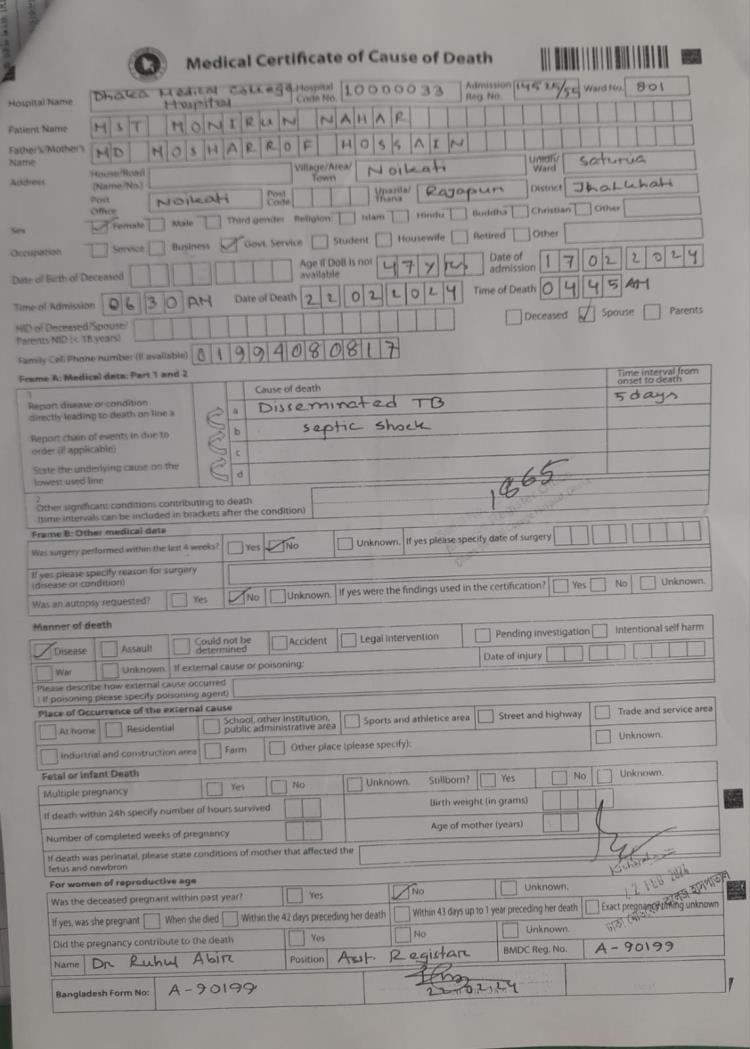 Medical Certificate of Cause of Death
Hospital Name Dhaka Medical College Hospital Hospital Code No. 10000033 Admission Reg. No. Ward No. 801
Patient Name MST MONIRUN NAHAR
Father's/Mother's Name MD MOSHARROF HOSSAIN
Address House/Road (Name/No.) Village/Area/Town Noikati Union/Ward Saturia
Post Office Noikati Post Code Upazila/Thana Rajapur District Jhalukhati
Sex Female Male Third gender Religion: Islam Hindu Buddha Christian Other
Occupation Service Business Govt. Service Student Housewife Retired Other
Date of Birth of Deceased Age if DoB is not available 47 yrs Date of admission 17022024
Time of Admission 0630 AM Date of Death 22022024 Time of Death 0445 AM
NID of Deceased/Spouse/Parents NID (< 18 years) Deceased Spouse Parents
Family Cell Phone number (if available) 01994080817
Frame A: Medical data: Part 1 and 2
1
Cause of death
Time interval from onset to death
Report disease or condition directly leading to death on line a
a Disseminated TB 5 days
Report chain of events in due to order (if applicable)
b septic shock
c
State the underlying cause on the lowest used line
d
2
Other significant conditions contributing to death (time intervals can be included in brackets after the condition)
1865
Frame B: Other medical data
Was surgery performed within the last 4 weeks? Yes No Unknown. If yes please specify date of surgery
If yes please specify reason for surgery (disease or condition)
Was an autopsy requested? Yes No Unknown. If yes were the findings used in the certification? Yes No Unknown.
Manner of death
Disease Assault Could not be determined Accident Legal Intervention Pending investigation Intentional self harm
War Unknown. If external cause or poisoning: Date of injury
Please describe how external cause occurred (If poisoning please specify poisoning agent)
Place of Occurrence of the external cause
At home Residential School, other institution, public administrative area Sports and athletice area Street and highway Trade and service area
Indurtrial and construction area Farm Other place (please specify): Unknown.
Fetal or infant Death
Multiple pregnancy Yes No Unknown. Stillborn? Yes No Unknown.
If death within 24h specify number of hours survived Birth weight (in grams)
Number of completed weeks of pregnancy Age of mother (years)
If death was perinatal, please state conditions of mother that affected the fetus and newbron
For women of reproductive age
Was the deceased pregnant within past year? Yes No Unknown.
If yes, was she pregnant When she died Within the 42 days preceding her death Within 43 days up to 1 year preceding her death Exact pregnancy timing unknown
Did the pregnancy contribute to the death Yes No Unknown.
Name Dr Ruhul Abir Position Asst. Registar BMDC Reg. No. A-90199
Bangladesh Form No: A-90199 22.02.24